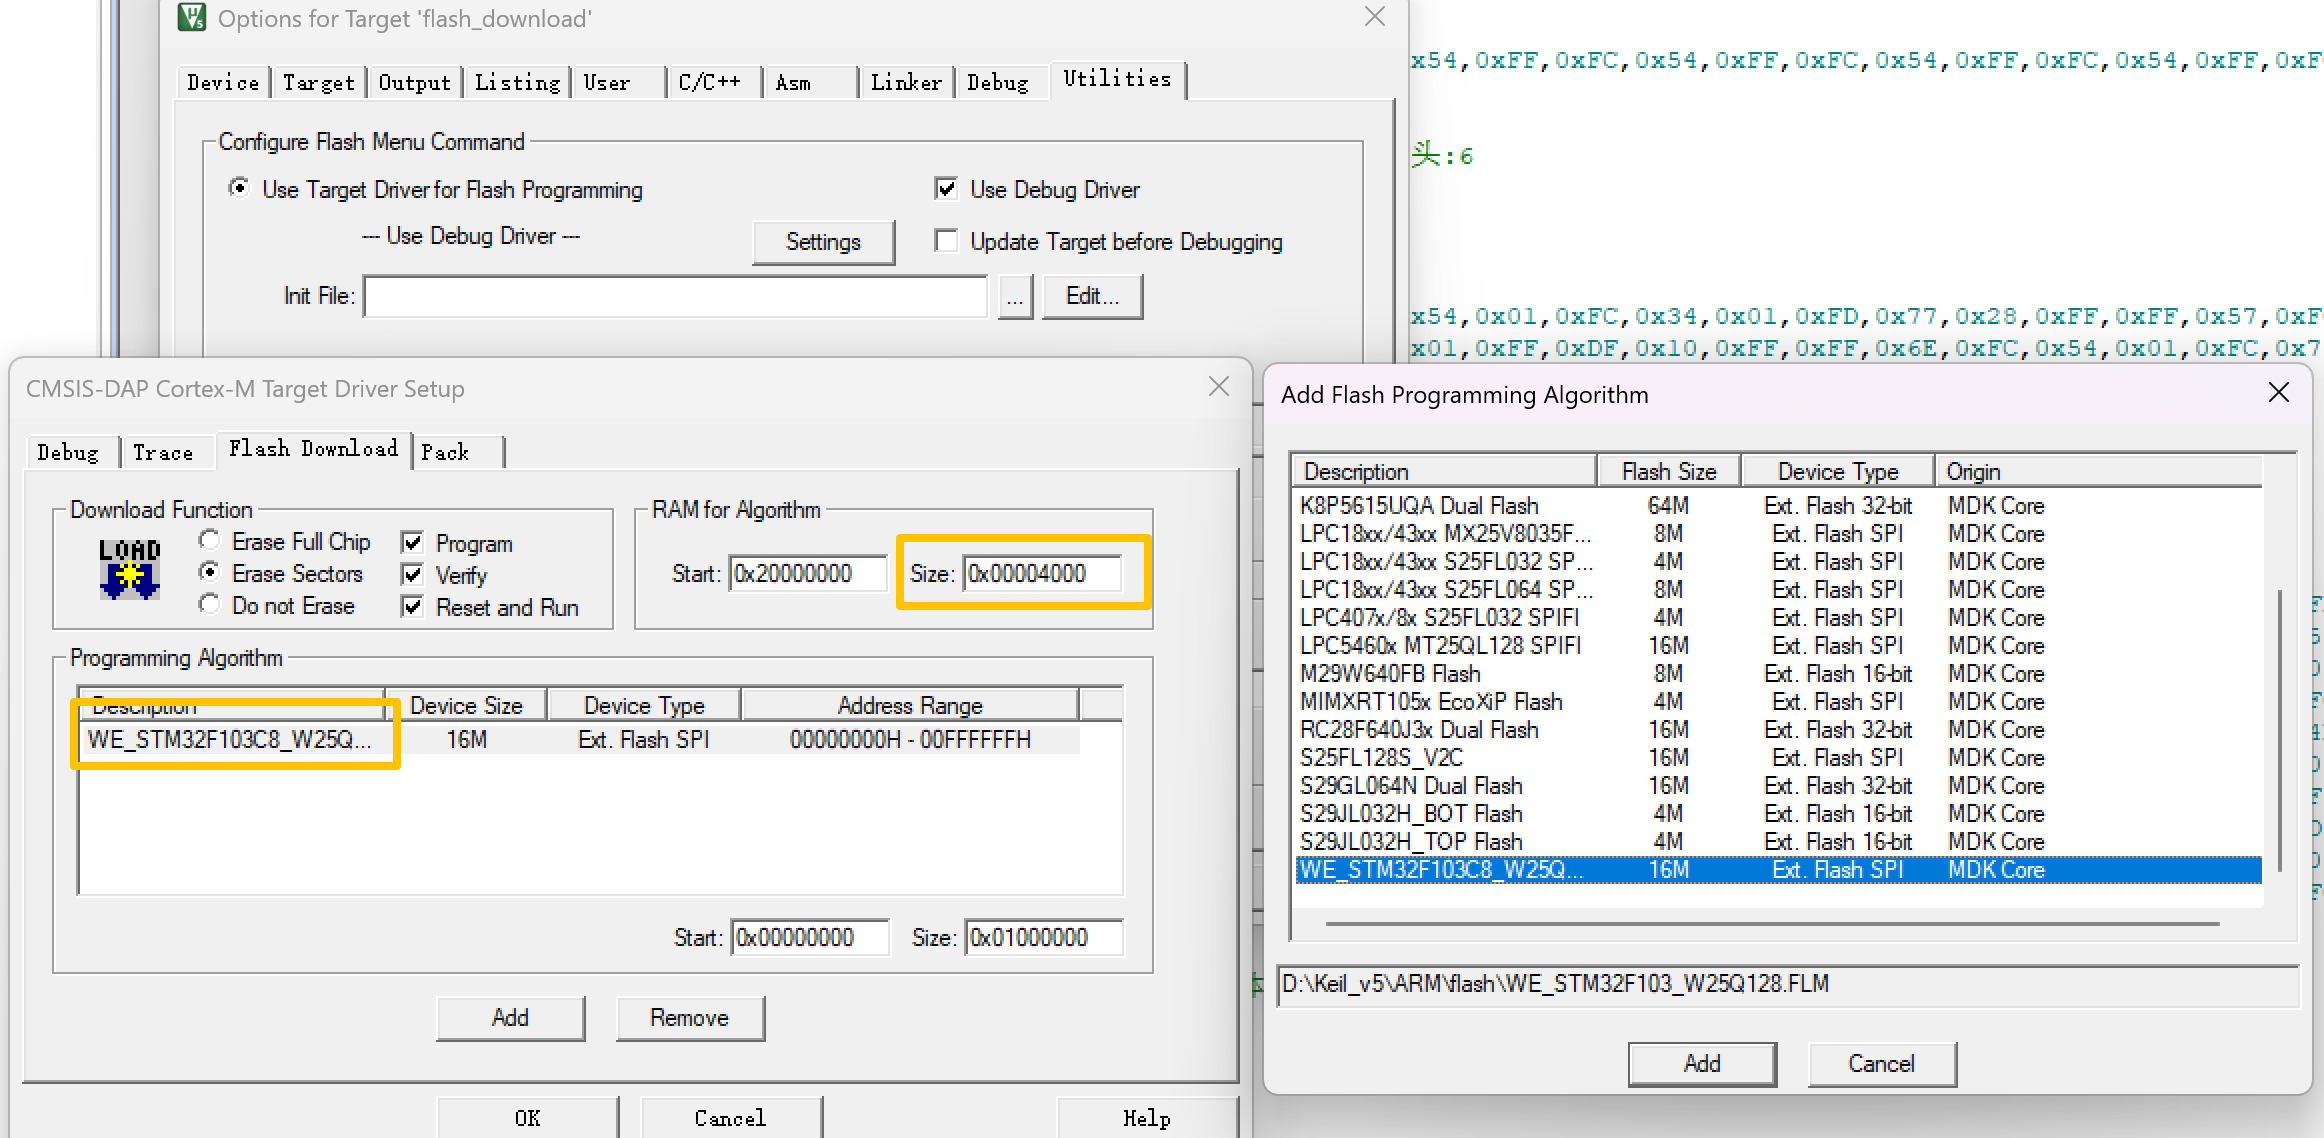 Options for Target 'flash_download'
Device Target Output Listing User C/C++ Asm Linker Debug Utilities
Configure Flash Menu Command
Use Target Driver for Flash Programming
Use Debug Driver
--- Use Debug Driver ---
Settings
Update Target before Debugging
Init File:
...
Edit...
x54,0xFF,0xFC,0x54,0xFF,0xFC,0x54,0xFF,0xFC,0x54,0xFF,0xF
头:6
x54,0x01,0xFC,0x34,0x01,0xFD,0x77,0x28,0xFF,0xFF,0x57,0xF
x01,0xFF,0xDF,0x10,0xFF,0xFF,0x6E,0xFC,0x54,0x01,0xFC,0x7
CMSIS-DAP Cortex-M Target Driver Setup
Debug Trace Flash Download Pack
Download Function
LOAD
Erase Full Chip
Erase Sectors
Do not Erase
Program
Verify
Reset and Run
RAM for Algorithm
Start: 0x20000000
Size: 0x00004000
Programming Algorithm
Description Device Size Device Type Address Range
WE_STM32F103C8_W25Q... 16M Ext. Flash SPI 00000000H - 00FFFFFFH
Start: 0x00000000
Size: 0x01000000
Add
Remove
OK
Cancel
Help
Add Flash Programming Algorithm
Description Flash Size Device Type Origin
K8P5615UQA Dual Flash 64M Ext. Flash 32-bit MDK Core
LPC18xx/43xx MX25V8035F... 8M Ext. Flash SPI MDK Core
LPC18xx/43xx S25FL032 SP... 4M Ext. Flash SPI MDK Core
LPC18xx/43xx S25FL064 SP... 8M Ext. Flash SPI MDK Core
LPC407x/8x S25FL032 SPIFI 4M Ext. Flash SPI MDK Core
LPC5460x MT25QL128 SPIFI 16M Ext. Flash SPI MDK Core
M29W640FB Flash 8M Ext. Flash 16-bit MDK Core
MIMXRT105x EcoXiP Flash 4M Ext. Flash SPI MDK Core
RC28F640J3x Dual Flash 16M Ext. Flash 32-bit MDK Core
S25FL128S_V2C 16M Ext. Flash SPI MDK Core
S29GL064N Dual Flash 16M Ext. Flash 32-bit MDK Core
S29JL032H_BOT Flash 4M Ext. Flash 16-bit MDK Core
S29JL032H_TOP Flash 4M Ext. Flash 16-bit MDK Core
WE_STM32F103C8_W25Q... 16M Ext. Flash SPI MDK Core
D:\Keil_v5\ARM\flash\WE_STM32F103_W25Q128.FLM
Add
Cancel